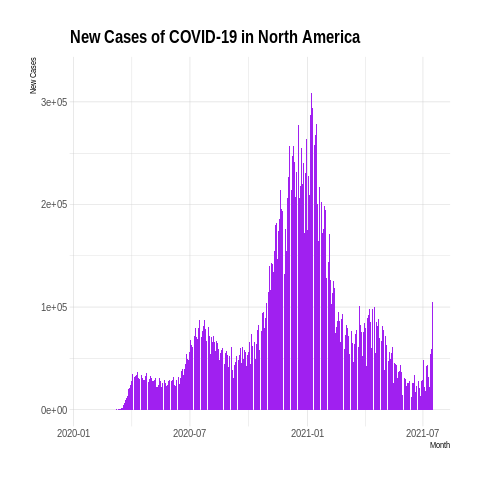 New Cases of COVID-19 in North America
New Cases
3e+05
2e+05
1e+05
0e+00
2020-01 2020-07 2021-01 2021-07
Month